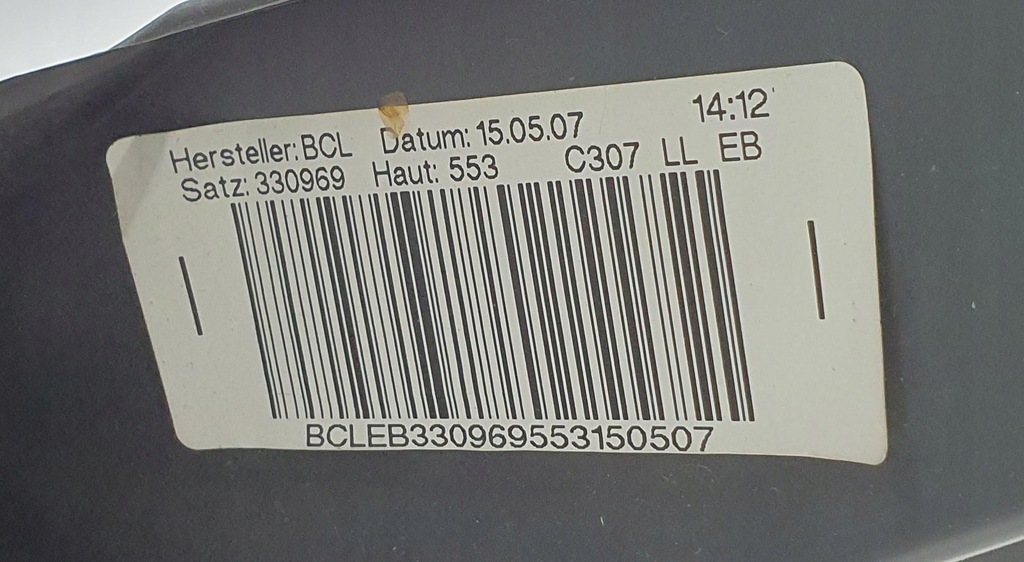 Hersteller: BCL Datum: 15.05.07 14:12
Satz: 330969 Haut: 553 C307 LL EB
BCLEB330969553150507